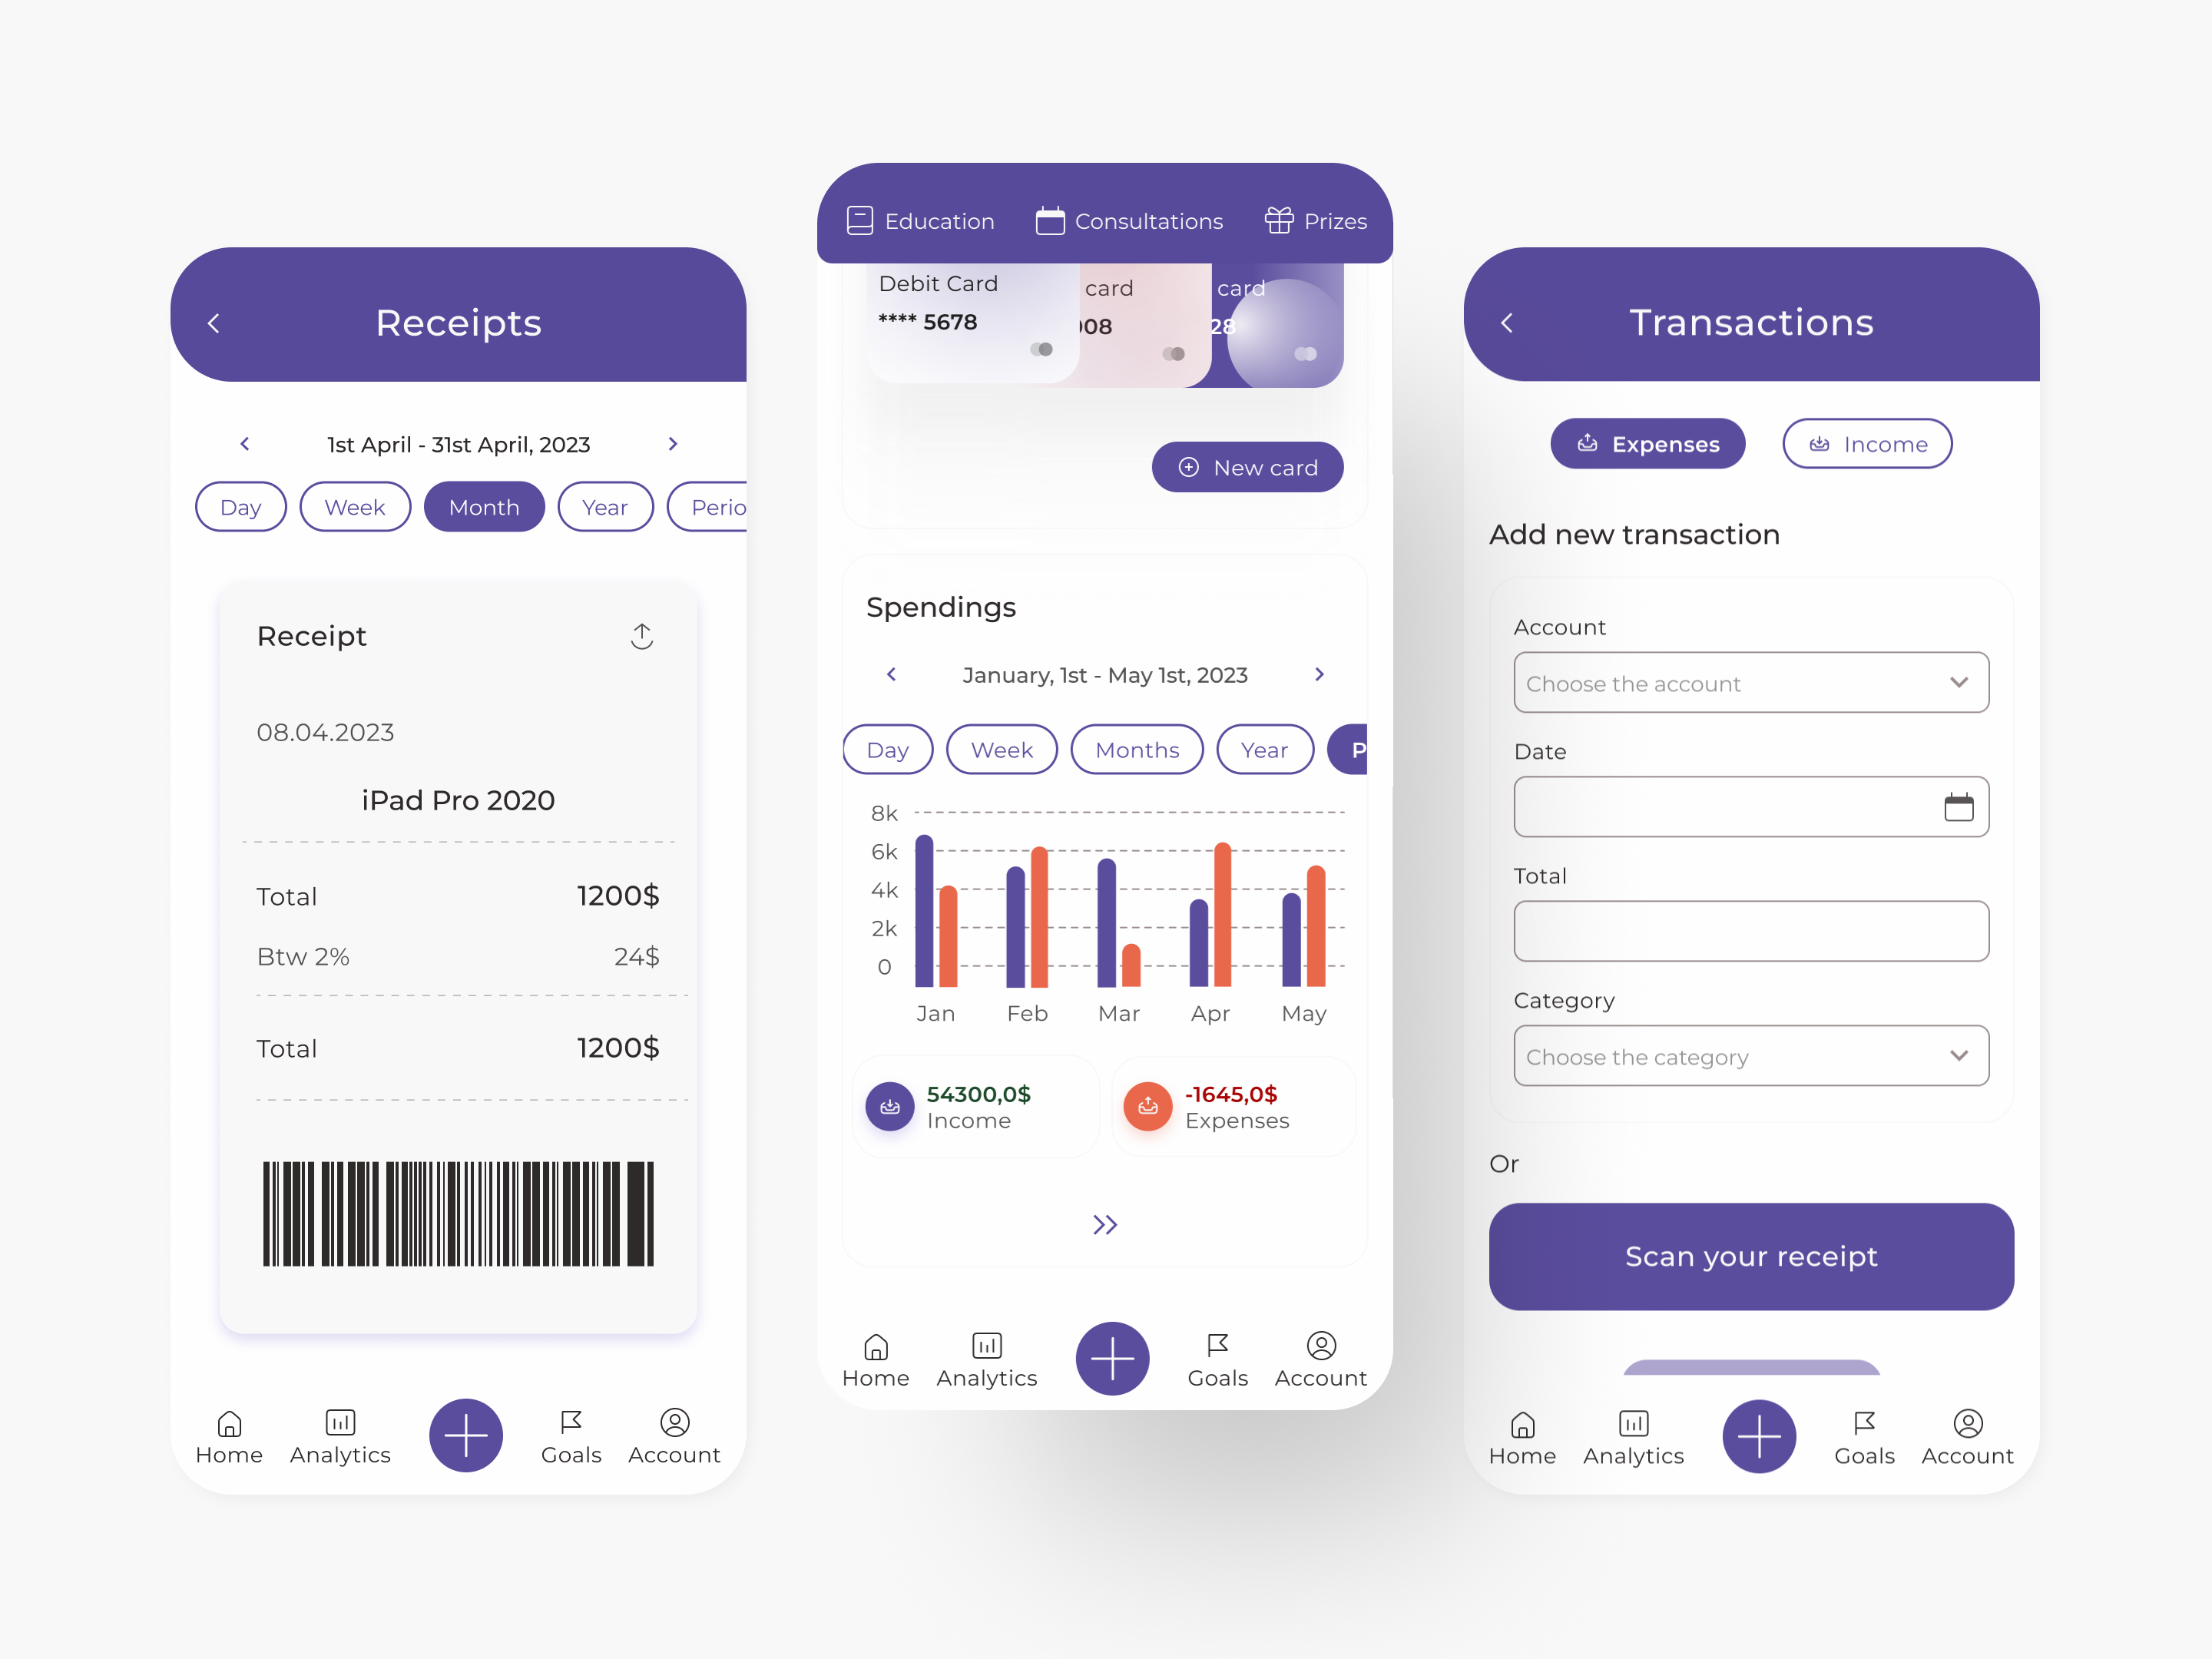 Receipts
1st April - 31st April, 2023
Day Week Month Year Perio
Receipt
08.04.2023
iPad Pro 2020
Total 1200$
Btw 2% 24$
Total 1200$
Home Analytics Goals Account
Education Consultations Prizes
Debit Card card card
**** 5678 08 28
New card
Spendings
January, 1st - May 1st, 2023
Day Week Months Year P
8k
6k
4k
2k
0
Jan Feb Mar Apr May
54300,0$ -1645,0$
Income Expenses
Home Analytics Goals Account
Transactions
Expenses Income
Add new transaction
Account
Choose the account
Date
Total
Category
Choose the category
Or
Scan your receipt
Home Analytics Goals Account